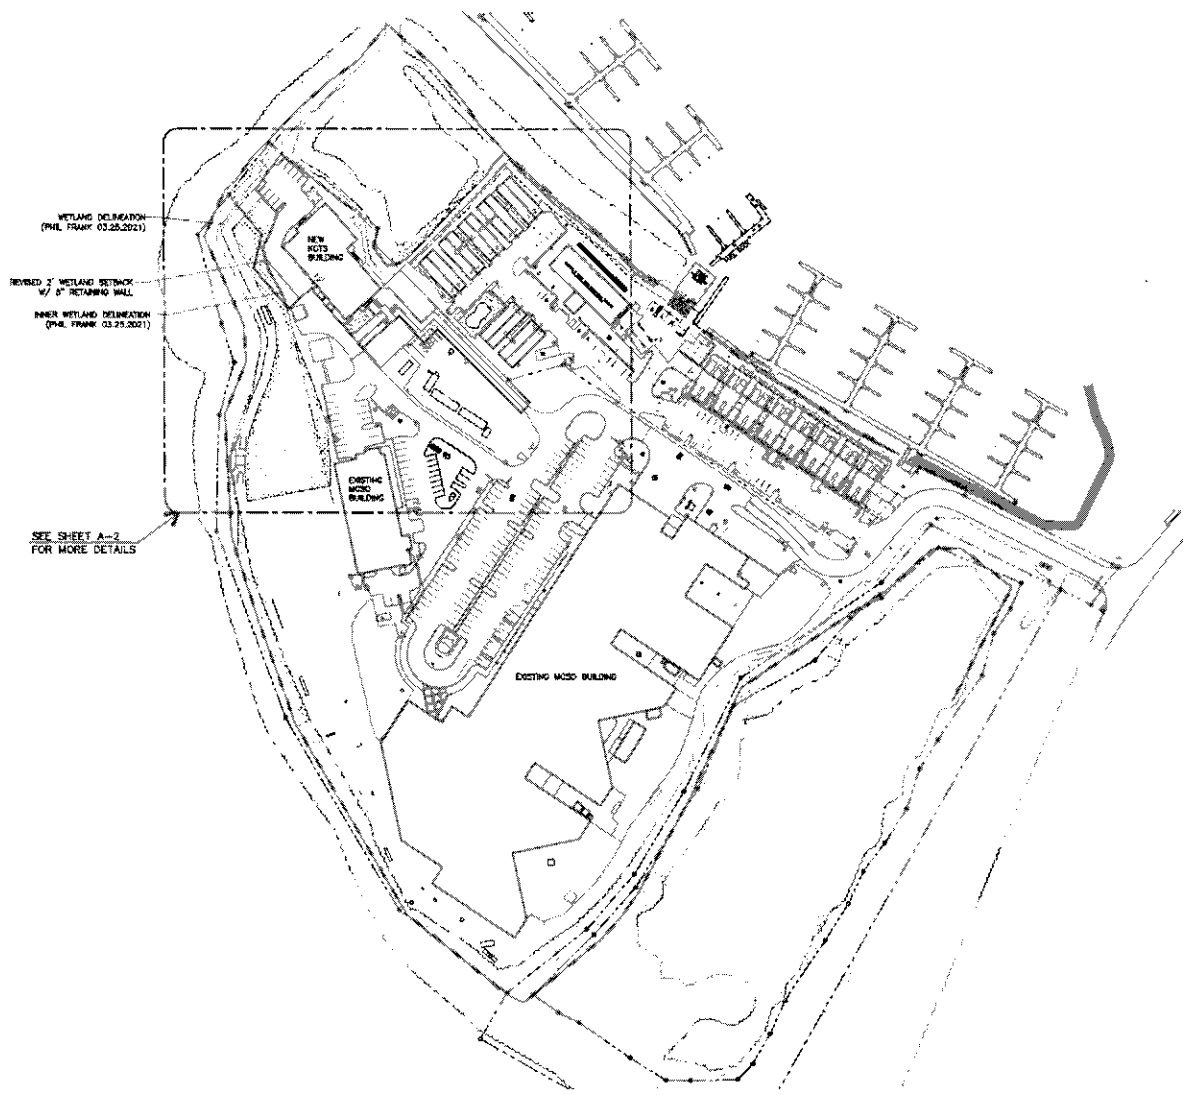 WETLAND DELINEATION
(PHIL FRANK 03.25.2021)
NEW
KOTS
BUILDING
REVISED 2' WETLAND SETBACK
W/ 8" RETAINING WALL
INNER WETLAND DELINEATION
(PHIL FRANK 03.25.2021)
EXISTING
MCSO
BUILDING
SEE SHEET A-2
FOR MORE DETAILS
EXISTING MCSO BUILDING